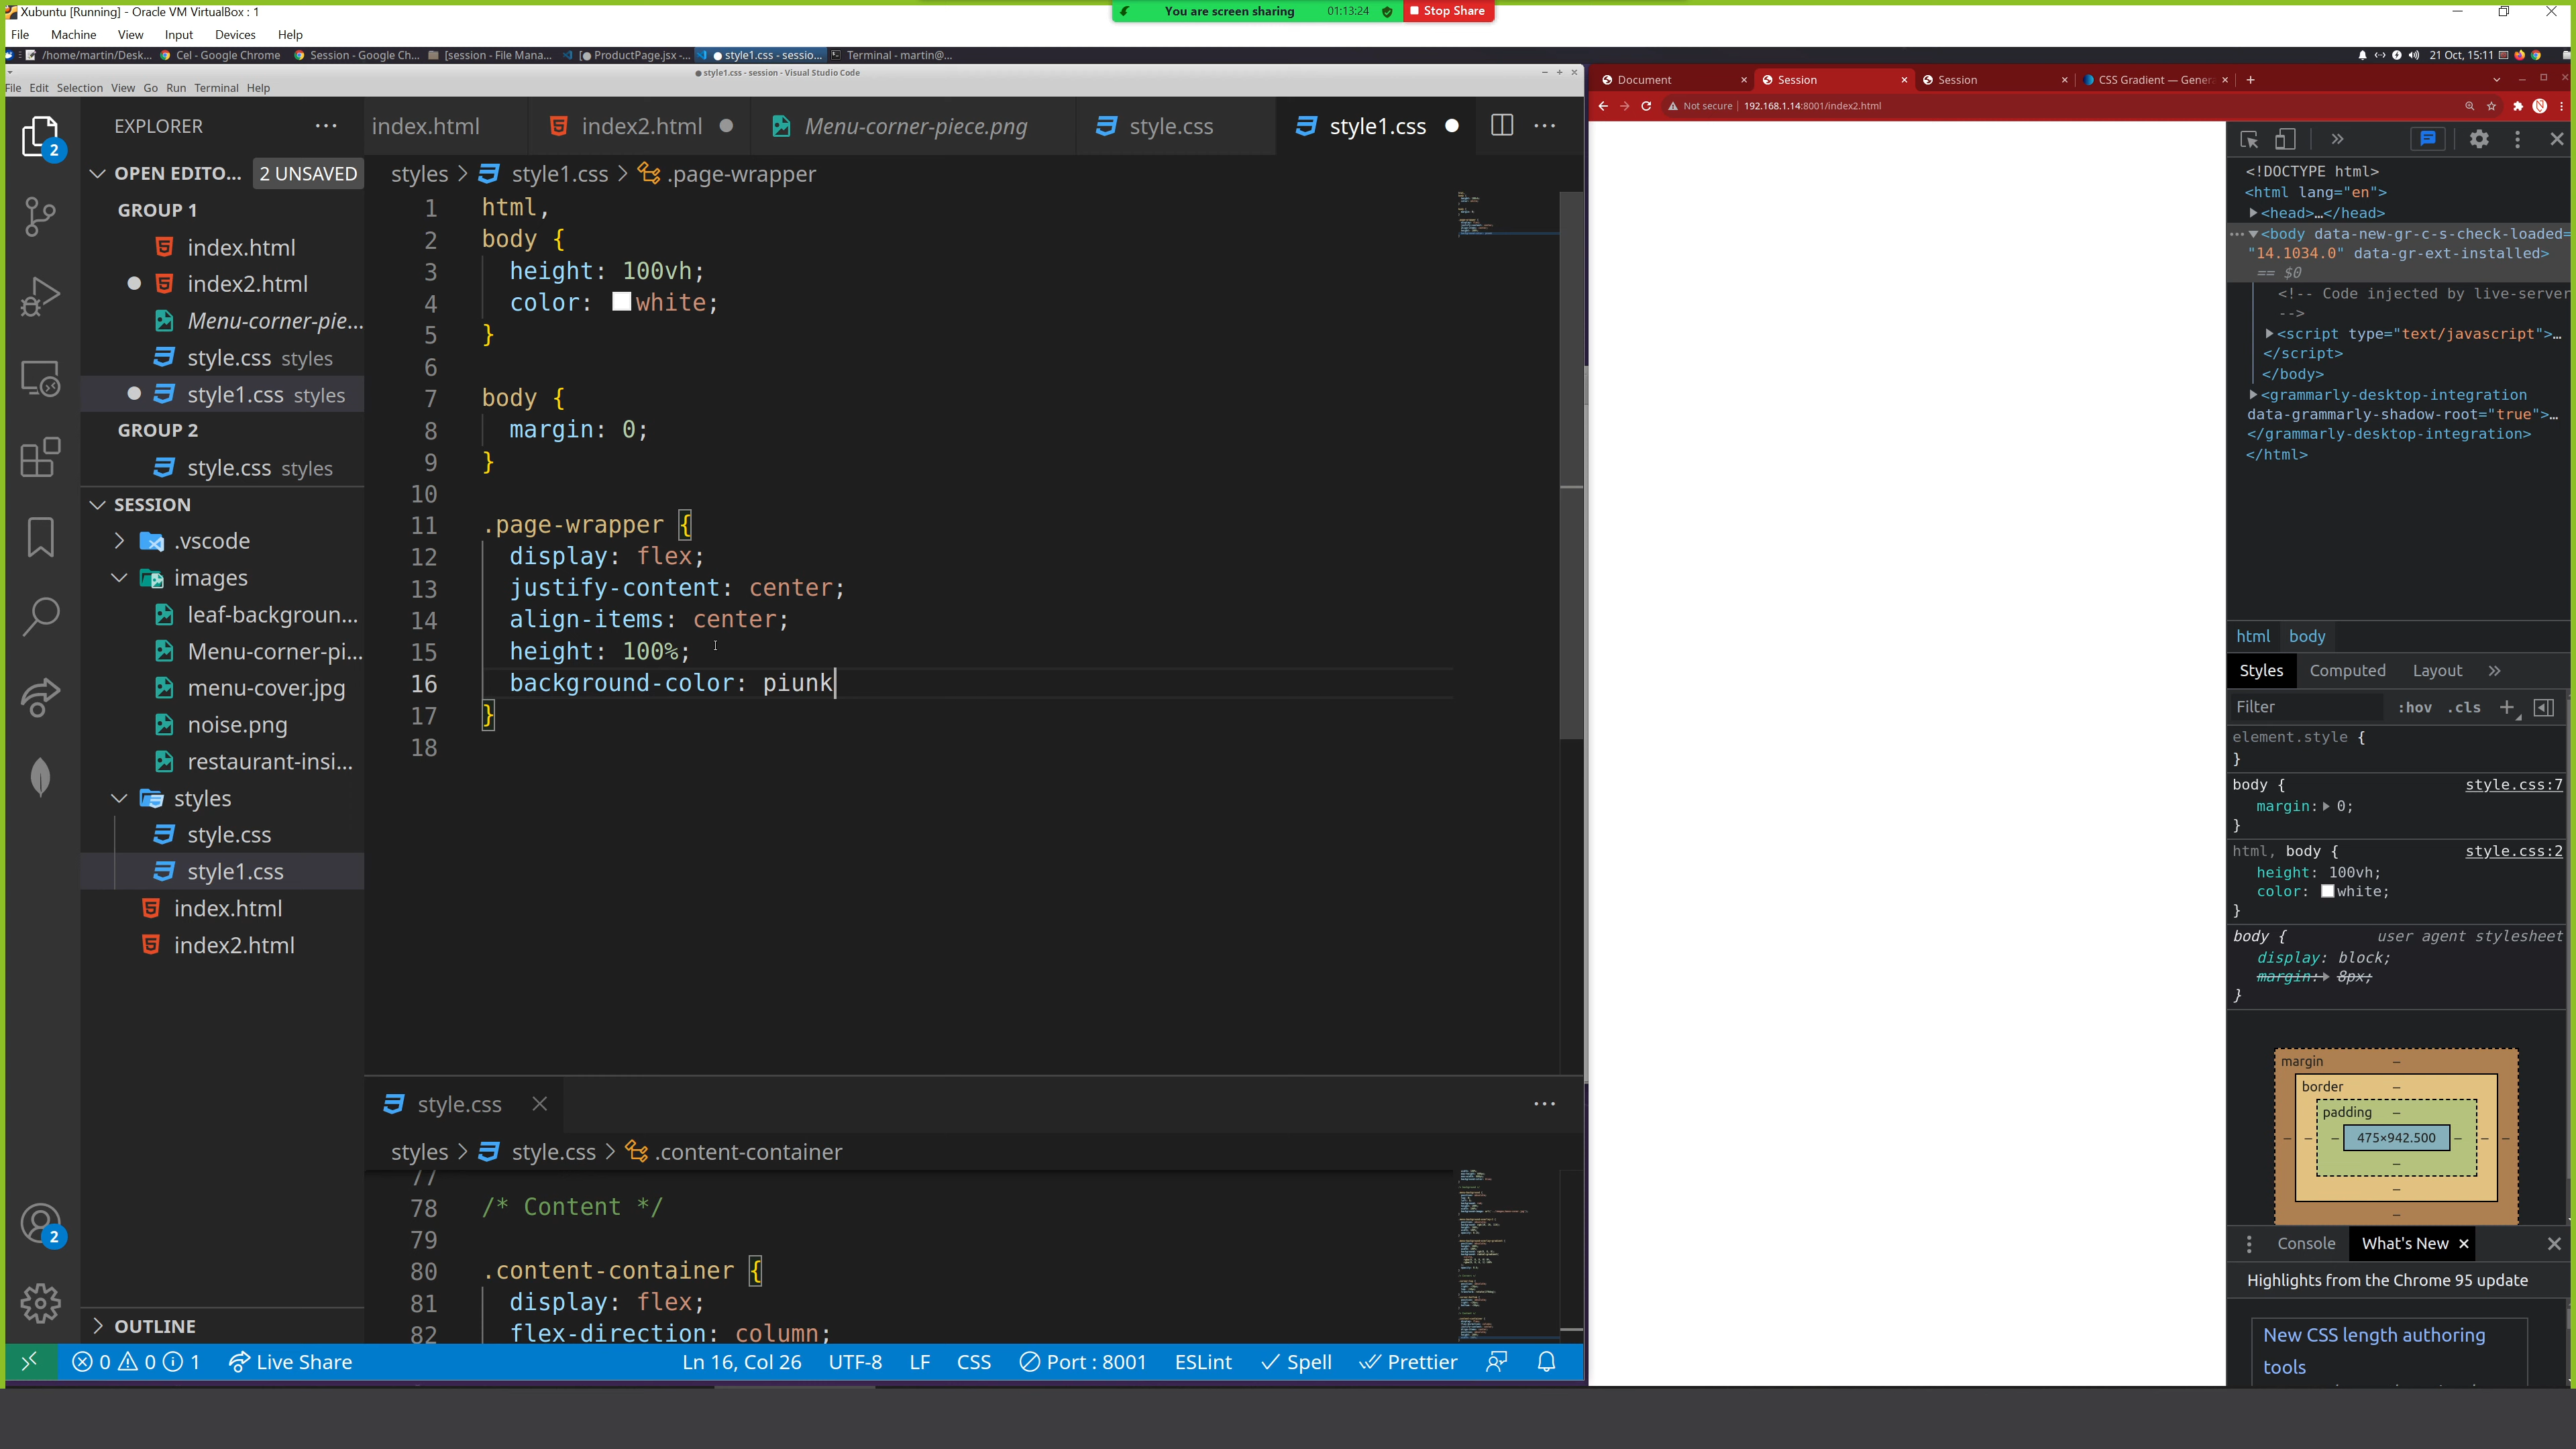 Xubuntu [Running] - Oracle VM VirtualBox : 1
You are screen sharing 01:13:24 Stop Share
File Machine View Input Devices Help
/home/martin/Desk... Cel - Google Chrome Session - Google Ch... [session - File Mana... [● ProductPage.jsx -... ● style1.css - sessio... Terminal - martin@...
21 Oct, 15:11
● style1.css - session - Visual Studio Code
File Edit Selection View Go Run Terminal Help
EXPLORER
2
OPEN EDITO... 2 UNSAVED
GROUP 1
index.html
index2.html
Menu-corner-pie...
style.css styles
style1.css styles
GROUP 2
style.css styles
SESSION
.vscode
images
leaf-backgroun...
Menu-corner-pi...
menu-cover.jpg
noise.png
restaurant-insi...
styles
style.css
style1.css
index.html
index2.html
2
OUTLINE
index.html index2.html Menu-corner-piece.png style.css style1.css
styles > style1.css > .page-wrapper
1 html,
2 body {
3 height: 100vh;
4 color: white;
5 }
6
7 body {
8 margin: 0;
9 }
10
11 .page-wrapper {
12 display: flex;
13 justify-content: center;
14 align-items: center;
15 height: 100%;
16 background-color: piunk
17 }
18
style.css
styles > style.css > .content-container
77
78 /* Content */
79
80 .content-container {
81 display: flex;
82 flex-direction: column;
0 0 1 Live Share Ln 16, Col 26 UTF-8 LF CSS Port : 8001 ESLint Spell Prettier
Document Session Session CSS Gradient — Gener
Not secure 192.168.1.14:8001/index2.html
<!DOCTYPE html>
<html lang="en">
<head>…</head>
<body data-new-gr-c-s-check-loaded=
"14.1034.0" data-gr-ext-installed>
== $0
<!-- Code injected by live-server
-->
<script type="text/javascript">…
</script>
</body>
<grammarly-desktop-integration
data-grammarly-shadow-root="true">…
</grammarly-desktop-integration>
</html>
html body
Styles Computed Layout
Filter :hov .cls
element.style {
}
body { style.css:7
margin: 0;
}
html, body { style.css:2
height: 100vh;
color: white;
}
body { user agent stylesheet
display: block;
margin: 8px;
}
margin –
border –
padding –
– – – 475×942.500 – – –
–
–
–
Console What's New
Highlights from the Chrome 95 update
New CSS length authoring
tools